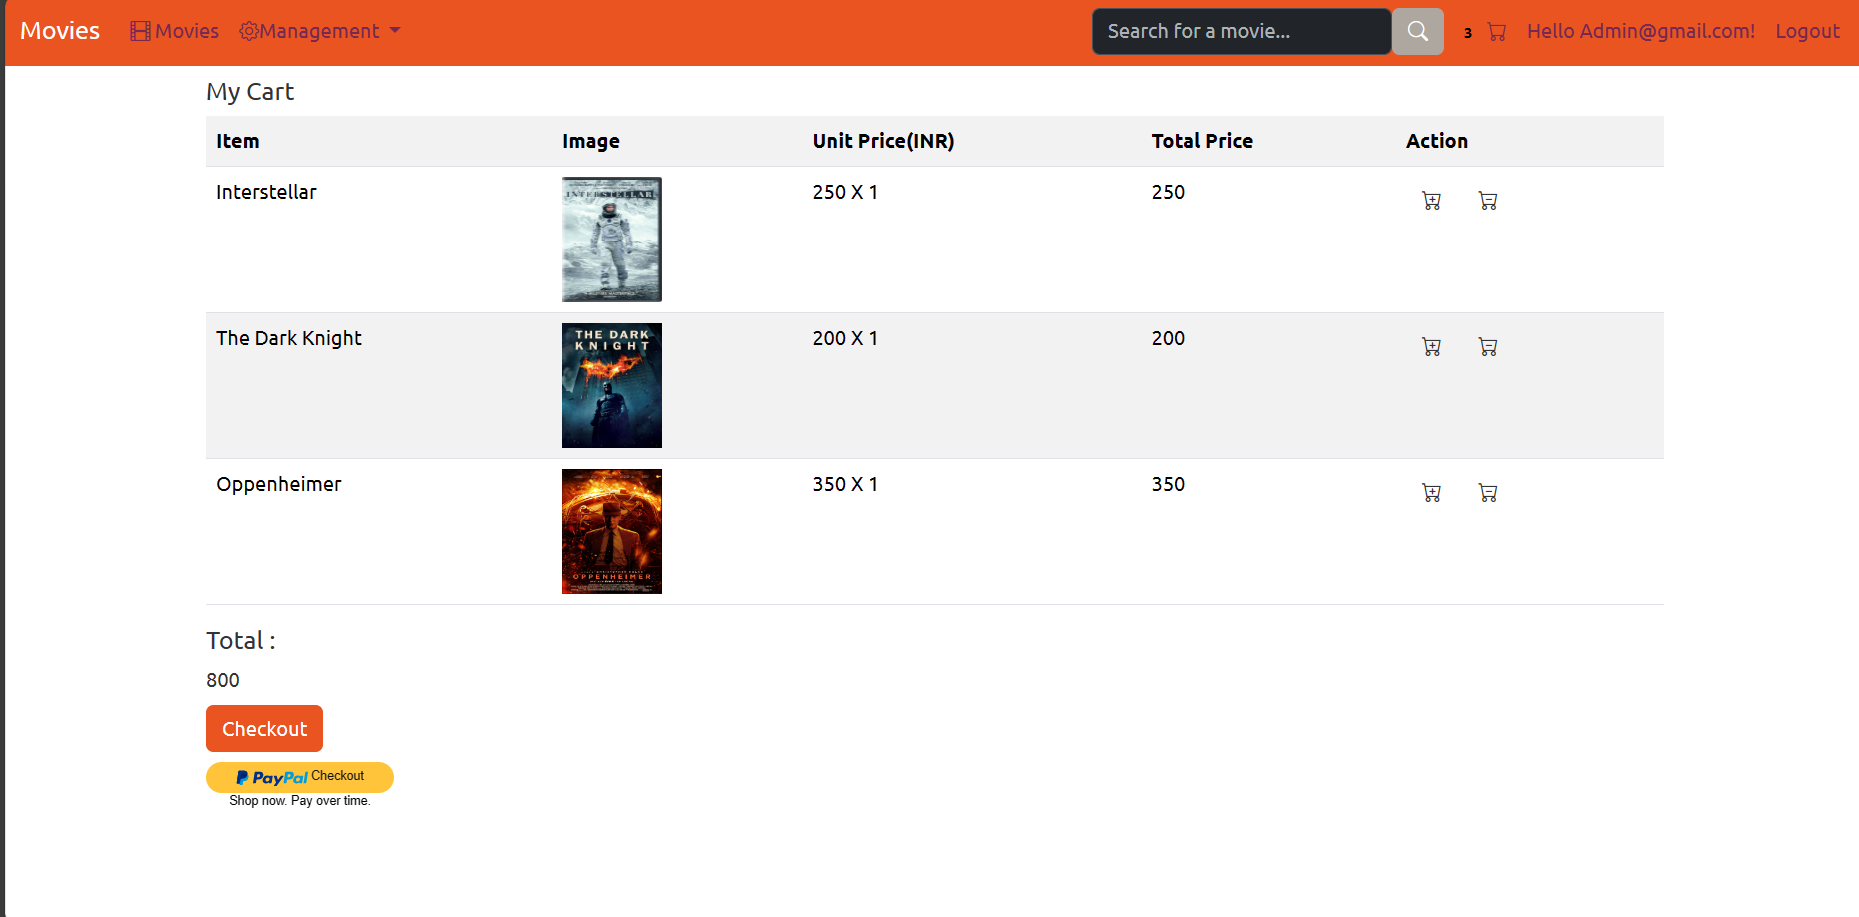 Movies Movies Management Search for a movie... 3 Hello Admin@gmail.com! Logout
My Cart
Item Image Unit Price(INR) Total Price Action
Interstellar 250 X 1 250
INTERSTELLAR
The Dark Knight 200 X 1 200
THE DARK
KNIGHT
Oppenheimer 350 X 1 350
OPPENHEIMER
Total :
800
Checkout
PayPal Checkout
Shop now. Pay over time.